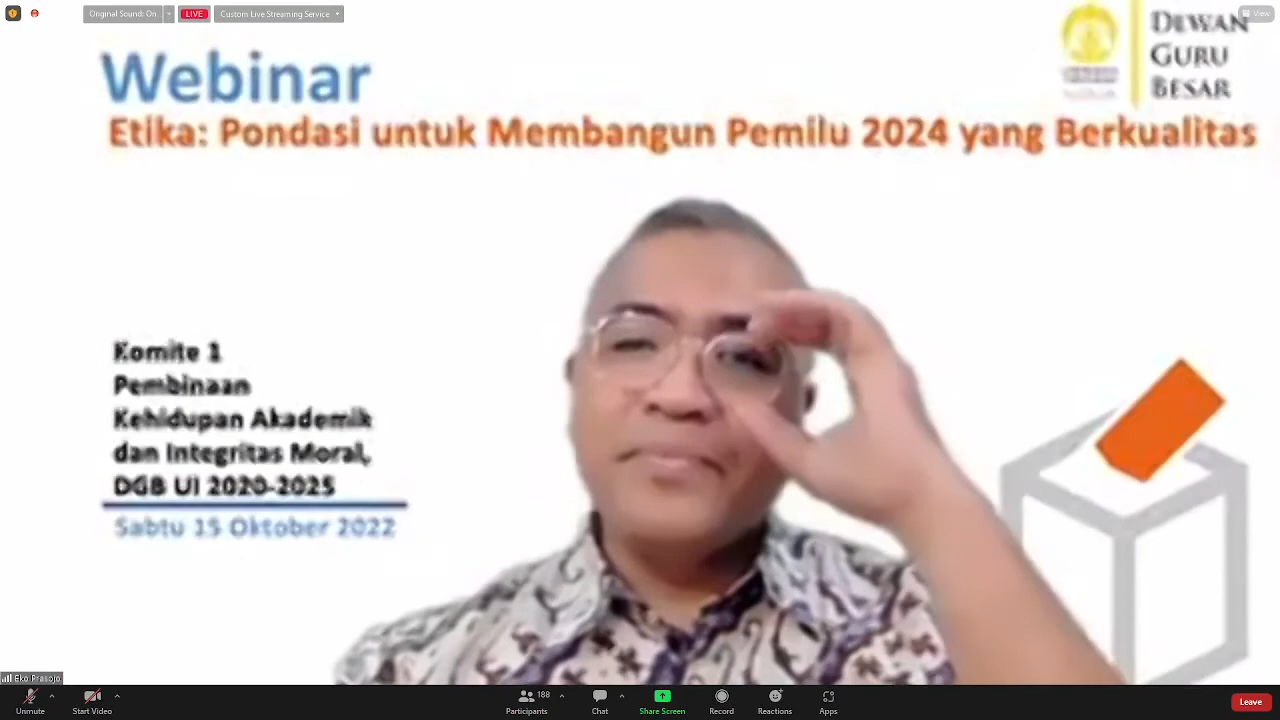 Original Sound: On
LIVE
Custom Live Streaming Service
View
Webinar
DEWAN
GURU
BESAR
Etika: Pondasi untuk Membangun Pemilu 2024 yang Berkualitas
Komite 1
Pembinaan
Kehidupan Akademik
dan Integritas Moral,
DGB UI 2020-2025
Sabtu 15 Oktober 2022
Eko Prasojo
Unmute
Start Video
Participants
188
Chat
Share Screen
Record
Reactions
Apps
Leave